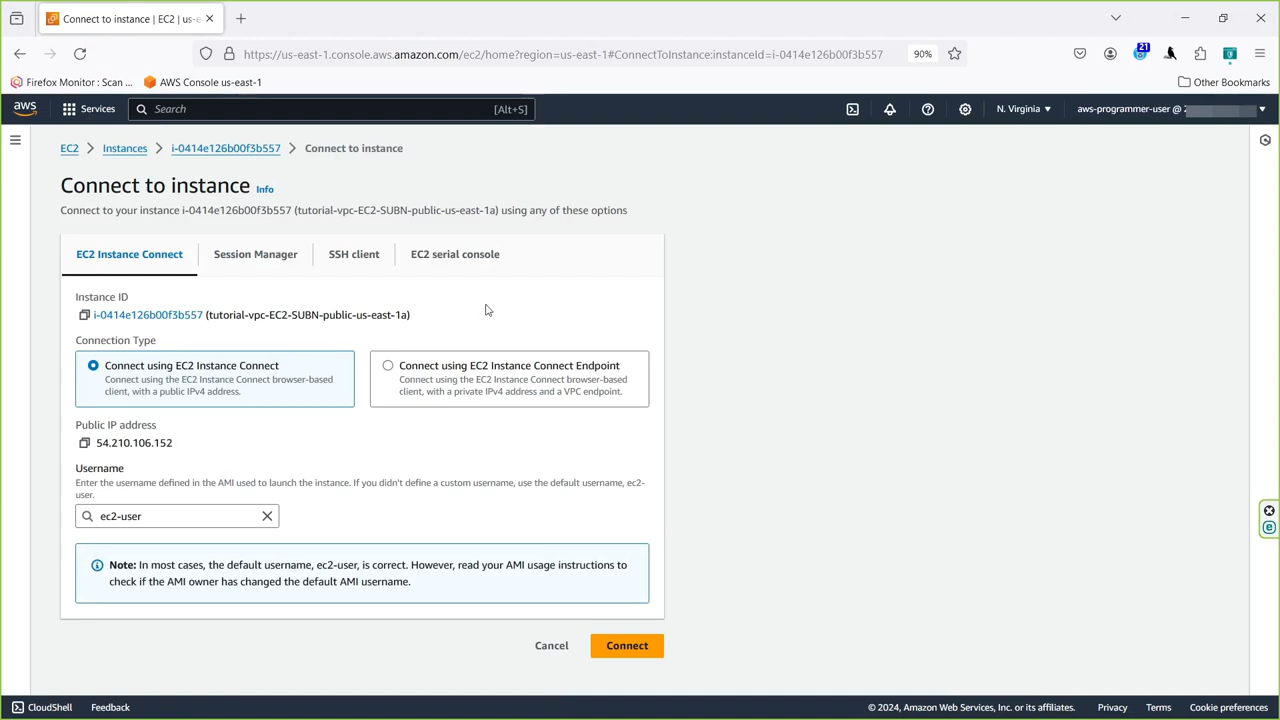 Connect to instance | EC2 | us-e
21
https://us-east-1.console.aws.amazon.com/ec2/home?region=us-east-1#ConnectToInstance:instanceId=i-0414e126b00f3b557
90%
Firefox Monitor : Scan ...
AWS Console us-east-1
Other Bookmarks
aws
Services
Search
[Alt+S]
N. Virginia
aws-programmer-user @
EC2
Instances
i-0414e126b00f3b557
Connect to instance
Connect to instance Info
Connect to your instance i-0414e126b00f3b557 (tutorial-vpc-EC2-SUBN-public-us-east-1a) using any of these options
EC2 Instance Connect
Session Manager
SSH client
EC2 serial console
Instance ID
i-0414e126b00f3b557 (tutorial-vpc-EC2-SUBN-public-us-east-1a)
Connection Type
Connect using EC2 Instance Connect
Connect using the EC2 Instance Connect browser-based
client, with a public IPv4 address.
Connect using EC2 Instance Connect Endpoint
Connect using the EC2 Instance Connect browser-based
client, with a private IPv4 address and a VPC endpoint.
Public IP address
54.210.106.152
Username
Enter the username defined in the AMI used to launch the instance. If you didn't define a custom username, use the default username, ec2-
user.
ec2-user
Note: In most cases, the default username, ec2-user, is correct. However, read your AMI usage instructions to
check if the AMI owner has changed the default AMI username.
Cancel
Connect
CloudShell
Feedback
© 2024, Amazon Web Services, Inc. or its affiliates.
Privacy
Terms
Cookie preferences